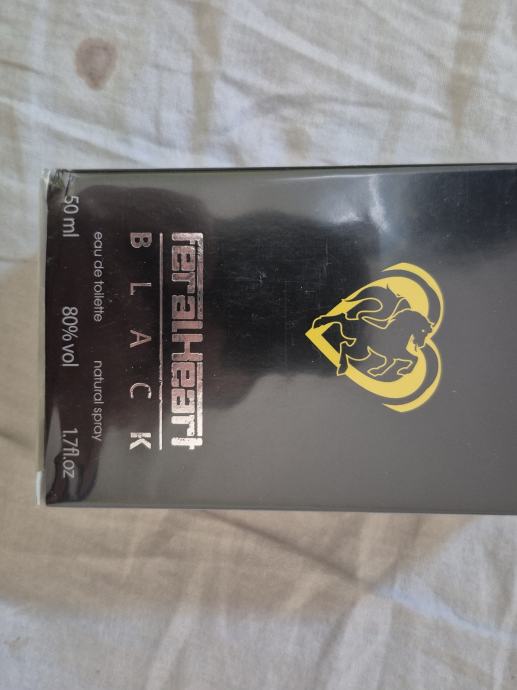 feralHeart
BLACK
eau de toilette natural spray
50 ml 80% vol 1.7fl.oz